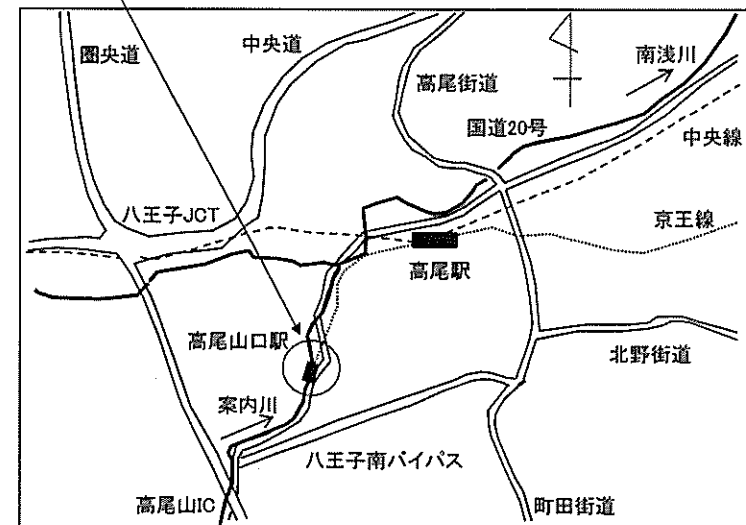 圏央道
中央道
高尾街道
南浅川
国道20号
中央線
八王子JCT
京王線
高尾駅
高尾山口駅
北野街道
案内川
八王子南バイパス
高尾山IC
町田街道